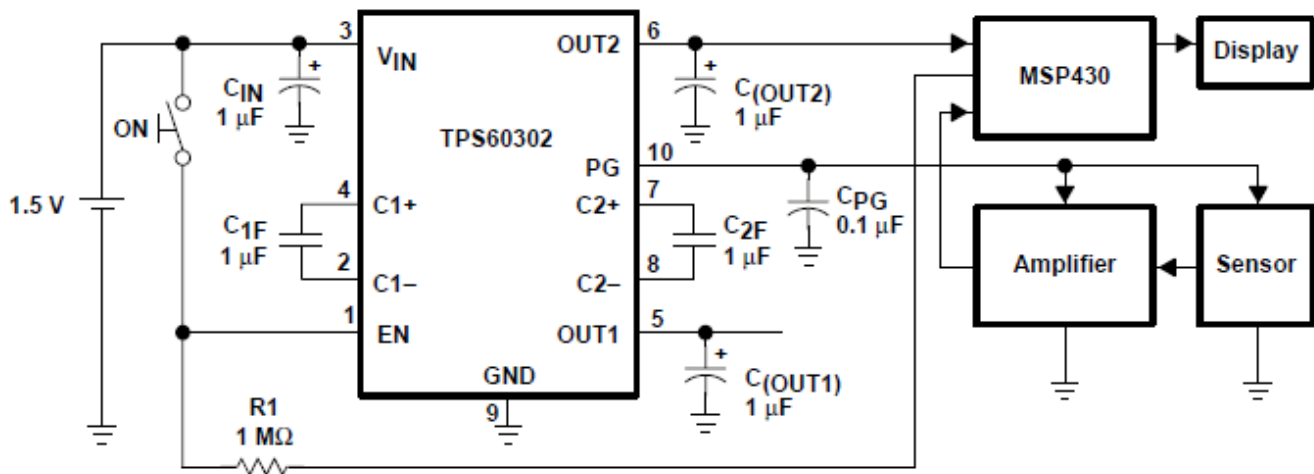 3
VIN
OUT2
6
MSP430
Display
+
CIN
1 μF
+
C(OUT2)
1 μF
ON
TPS60302
PG
10
1.5 V
4
C1+
C2+
7
CPG
0.1 μF
C1F
1 μF
C2F
1 μF
2
C1–
C2–
8
Amplifier
Sensor
1
EN
OUT1
5
+
C(OUT1)
1 μF
GND
9
R1
1 MΩ